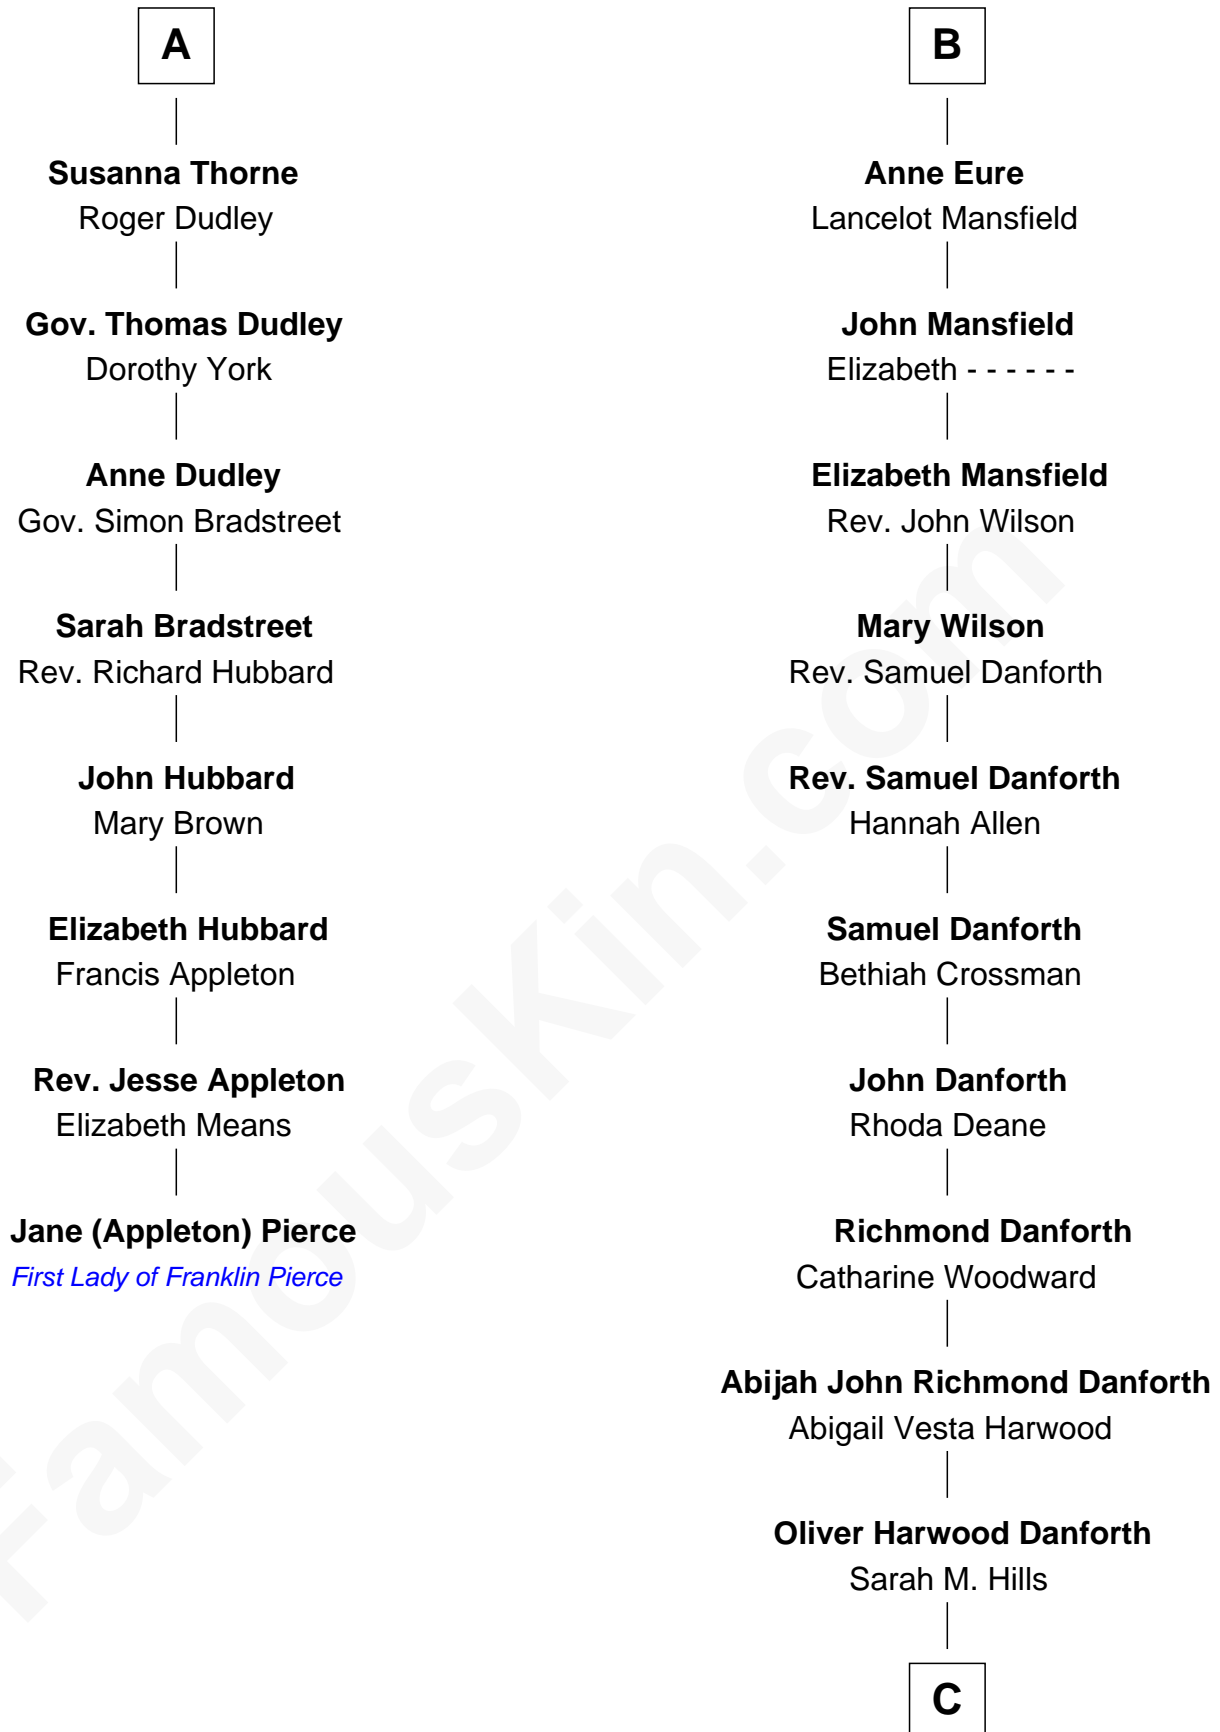 A
Susanna Thorne
Roger Dudley
Gov. Thomas Dudley
Dorothy York
Anne Dudley
Gov. Simon Bradstreet
Sarah Bradstreet
Rev. Richard Hubbard
John Hubbard
Mary Brown
Elizabeth Hubbard
Francis Appleton
Rev. Jesse Appleton
Elizabeth Means
Jane (Appleton) Pierce
First Lady of Franklin Pierce
B
Anne Eure
Lancelot Mansfield
John Mansfield
Elizabeth - - - - - -
Elizabeth Mansfield
Rev. John Wilson
Mary Wilson
Rev. Samuel Danforth
Rev. Samuel Danforth
Hannah Allen
Samuel Danforth
Bethiah Crossman
John Danforth
Rhoda Deane
Richmond Danforth
Catharine Woodward
Abijah John Richmond Danforth
Abigail Vesta Harwood
Oliver Harwood Danforth
Sarah M. Hills
C
FamousKin.com